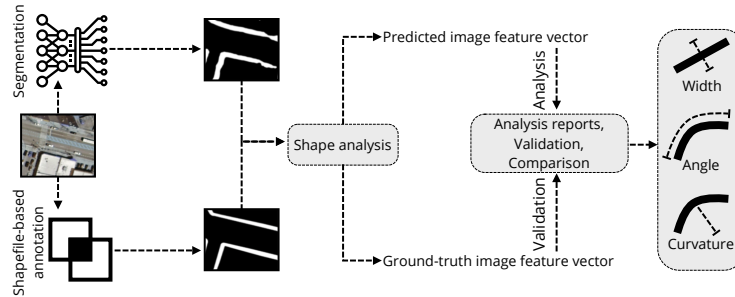 Segmentation
Shapefile-based
annotation
Shape analysis
Predicted image feature vector
Analysis
Analysis reports,
Validation,
Comparison
Validation
Ground-truth image feature vector
Width
Angle
Curvature